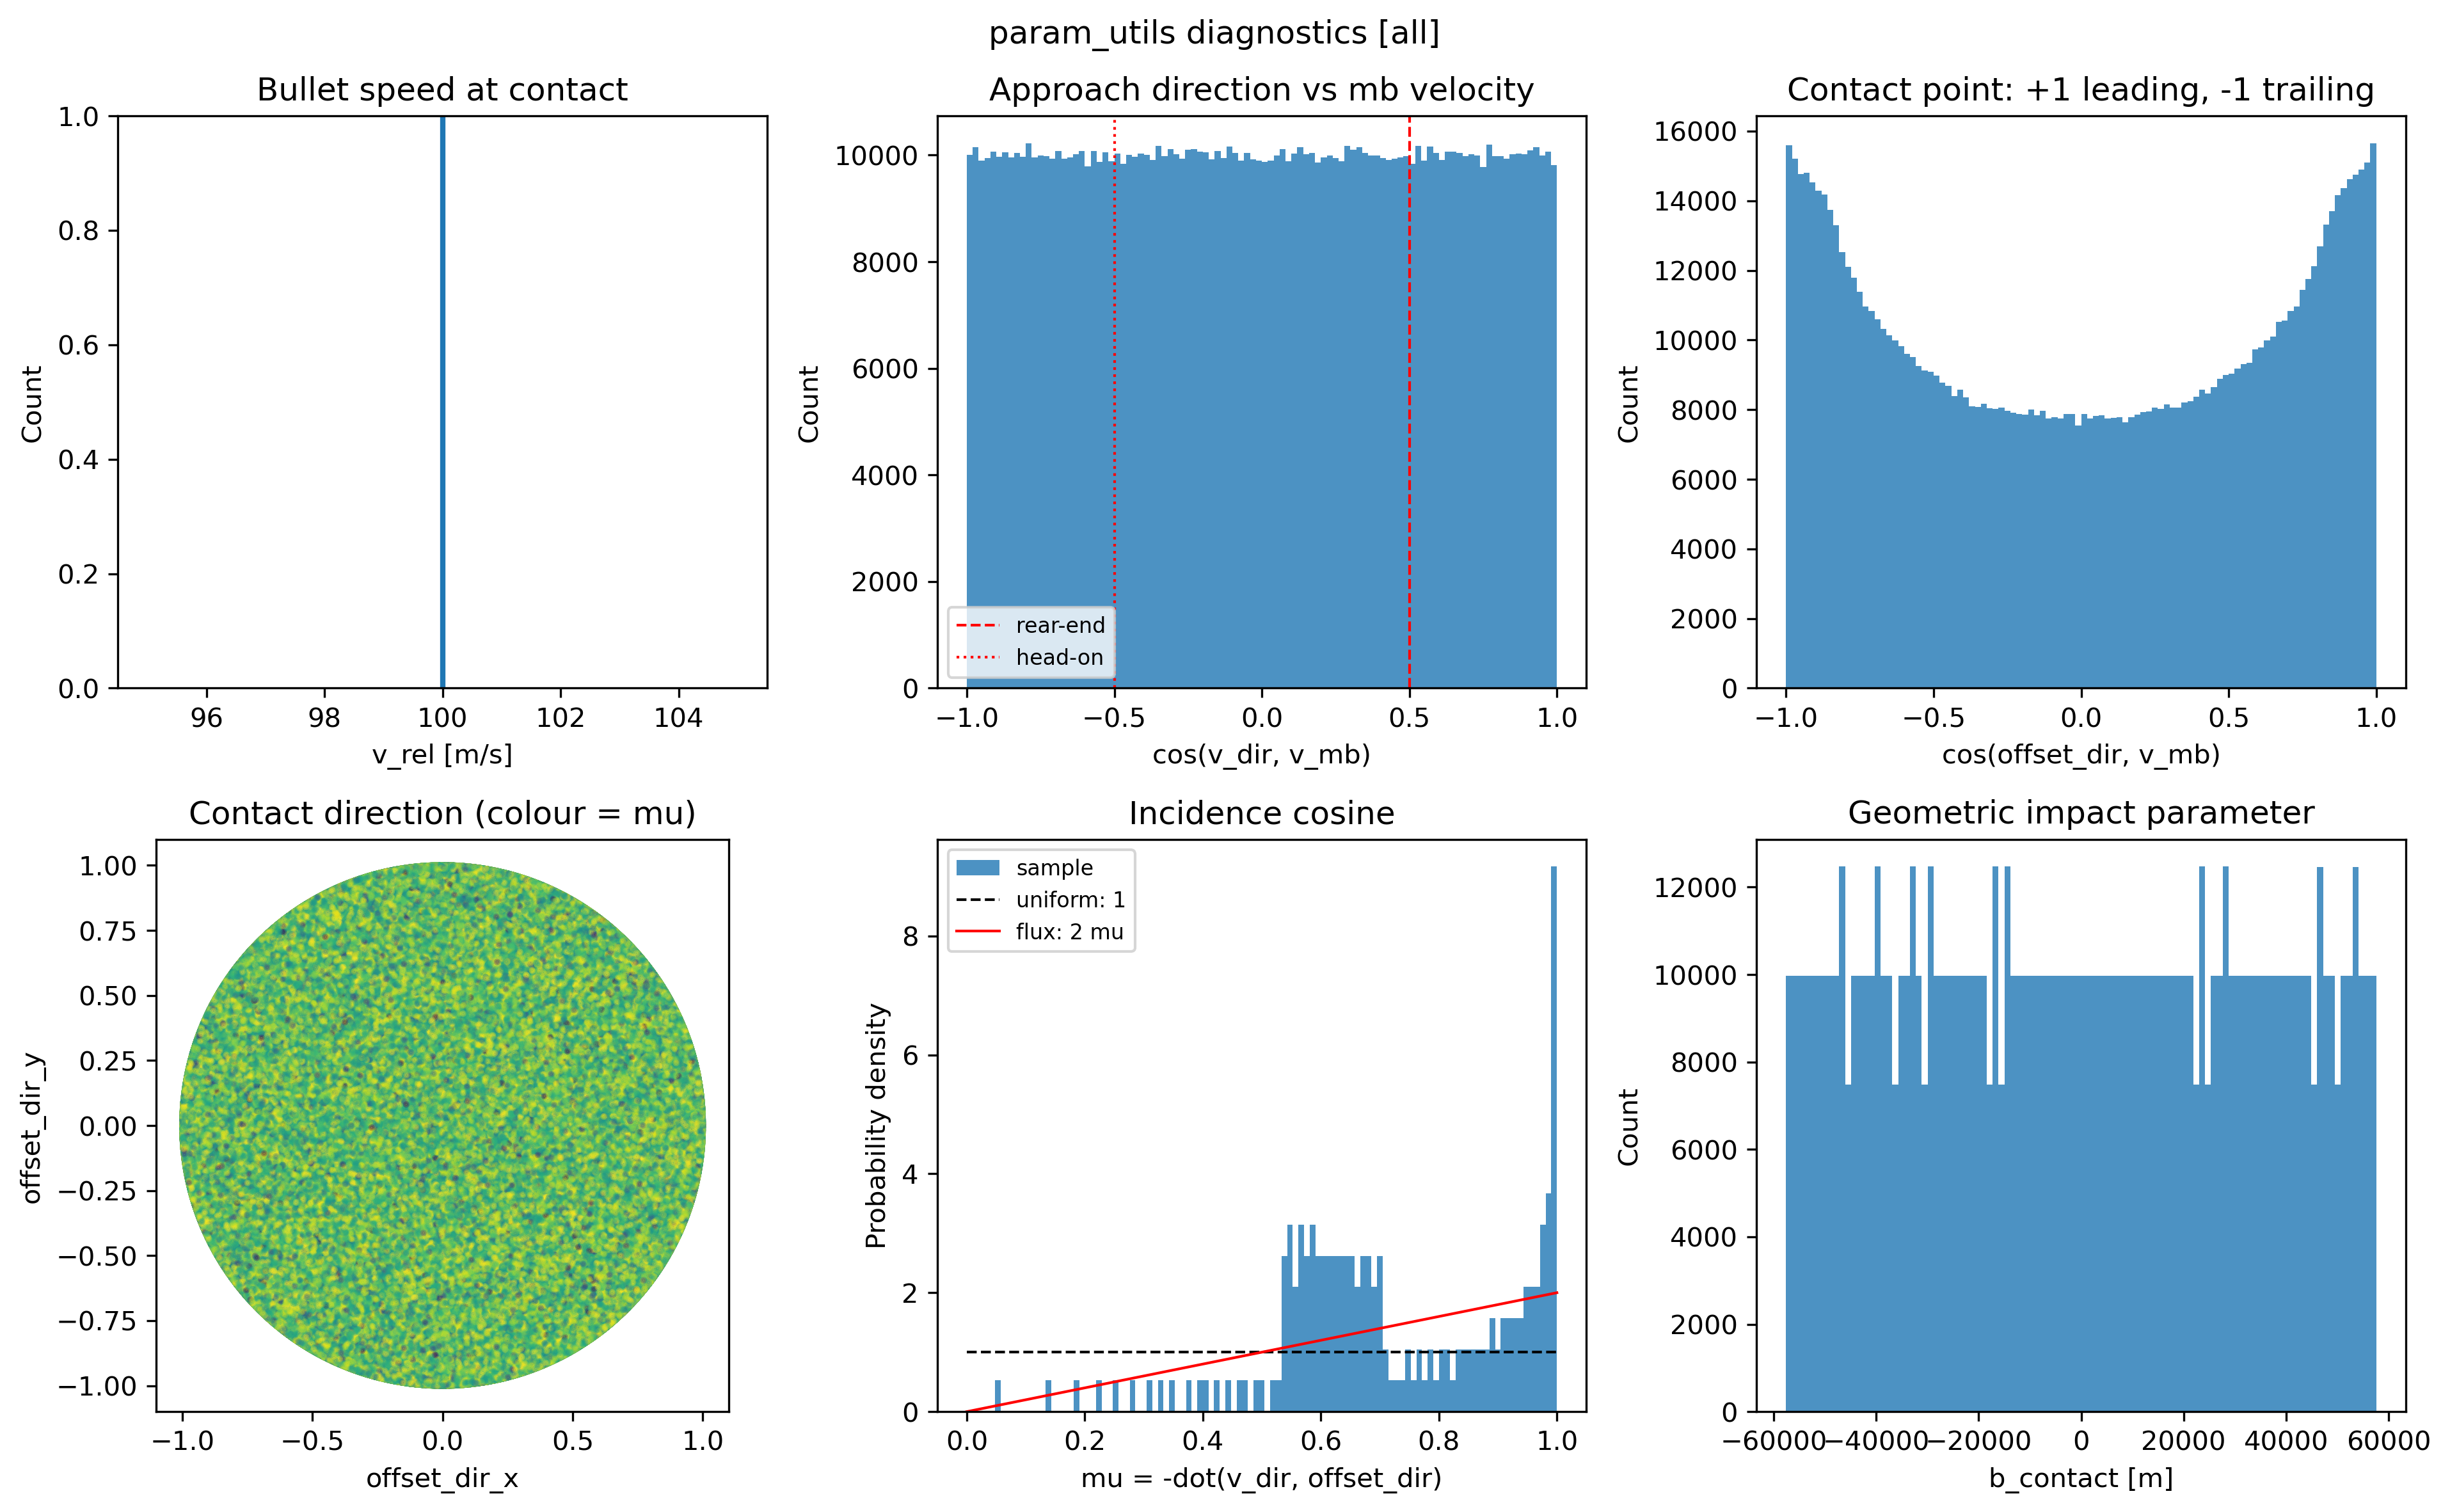 param_utils diagnostics [all]
Bullet speed at contact
Count
1.0
0.8
0.6
0.4
0.2
0.0
96 98 100 102 104
v_rel [m/s]
Approach direction vs mb velocity
Count
10000
8000
6000
4000
2000
0
rear-end
head-on
−1.0 −0.5 0.0 0.5 1.0
cos(v_dir, v_mb)
Contact point: +1 leading, -1 trailing
Count
16000
14000
12000
10000
8000
6000
4000
2000
0
−1.0 −0.5 0.0 0.5 1.0
cos(offset_dir, v_mb)
Contact direction (colour = mu)
offset_dir_y
1.00
0.75
0.50
0.25
0.00
−0.25
−0.50
−0.75
−1.00
−1.0 −0.5 0.0 0.5 1.0
offset_dir_x
Incidence cosine
Probability density
8
6
4
2
0
sample
uniform: 1
flux: 2 mu
0.0 0.2 0.4 0.6 0.8 1.0
mu = -dot(v_dir, offset_dir)
Geometric impact parameter
Count
12000
10000
8000
6000
4000
2000
0
−60000 −40000 −20000 0 20000 40000 60000
b_contact [m]